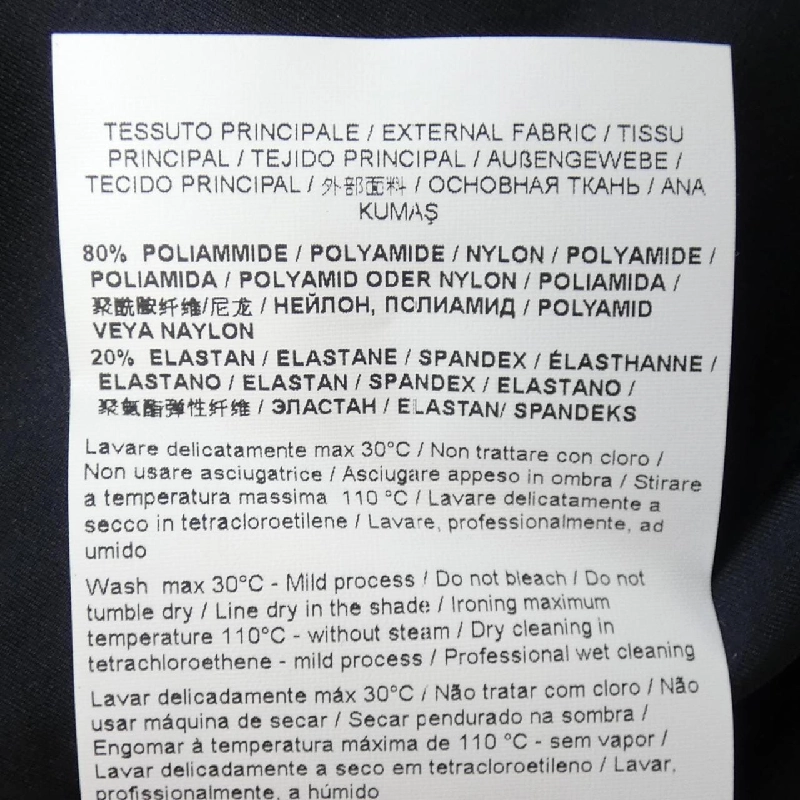 TESSUTO PRINCIPALE / EXTERNAL FABRIC / TISSU
PRINCIPAL / TEJIDO PRINCIPAL / AUßENGEWEBE /
TECIDO PRINCIPAL / 外部面料 / ОСНОВНАЯ ТКАНЬ / ANA
KUMAŞ
80% POLIAMMIDE / POLYAMIDE / NYLON / POLYAMIDE /
POLIAMIDA / POLYAMID ODER NYLON / POLIAMIDA /
聚酰胺纤维/尼龙 / НЕЙЛОН, ПОЛИАМИД / POLYAMID
VEYA NAYLON
20% ELASTAN / ELASTANE / SPANDEX / ÉLASTHANNE /
ELASTANO / ELASTAN / SPANDEX / ELASTANO /
聚氨酯弹性纤维 / ЭЛАСТАН / ELASTAN/ SPANDEKS
Lavare delicatamente max 30°C / Non trattare con cloro /
Non usare asciugatrice / Asciugare appeso in ombra / Stirare
a temperatura massima 110 °C / Lavare delicatamente a
secco in tetracloroetilene / Lavare, professionalmente, ad
umido
Wash max 30°C - Mild process / Do not bleach / Do not
tumble dry / Line dry in the shade / Ironing maximum
temperature 110°C - without steam / Dry cleaning in
tetrachloroethene - mild process / Professional wet cleaning
Lavar delicadamente máx 30°C / Não tratar com cloro / Não
usar máquina de secar / Secar pendurado na sombra /
Engomar à temperatura máxima de 110 °C - sem vapor /
Lavar delicadamente a seco em tetracloroetileno / Lavar,
profissionalmente, a húmido